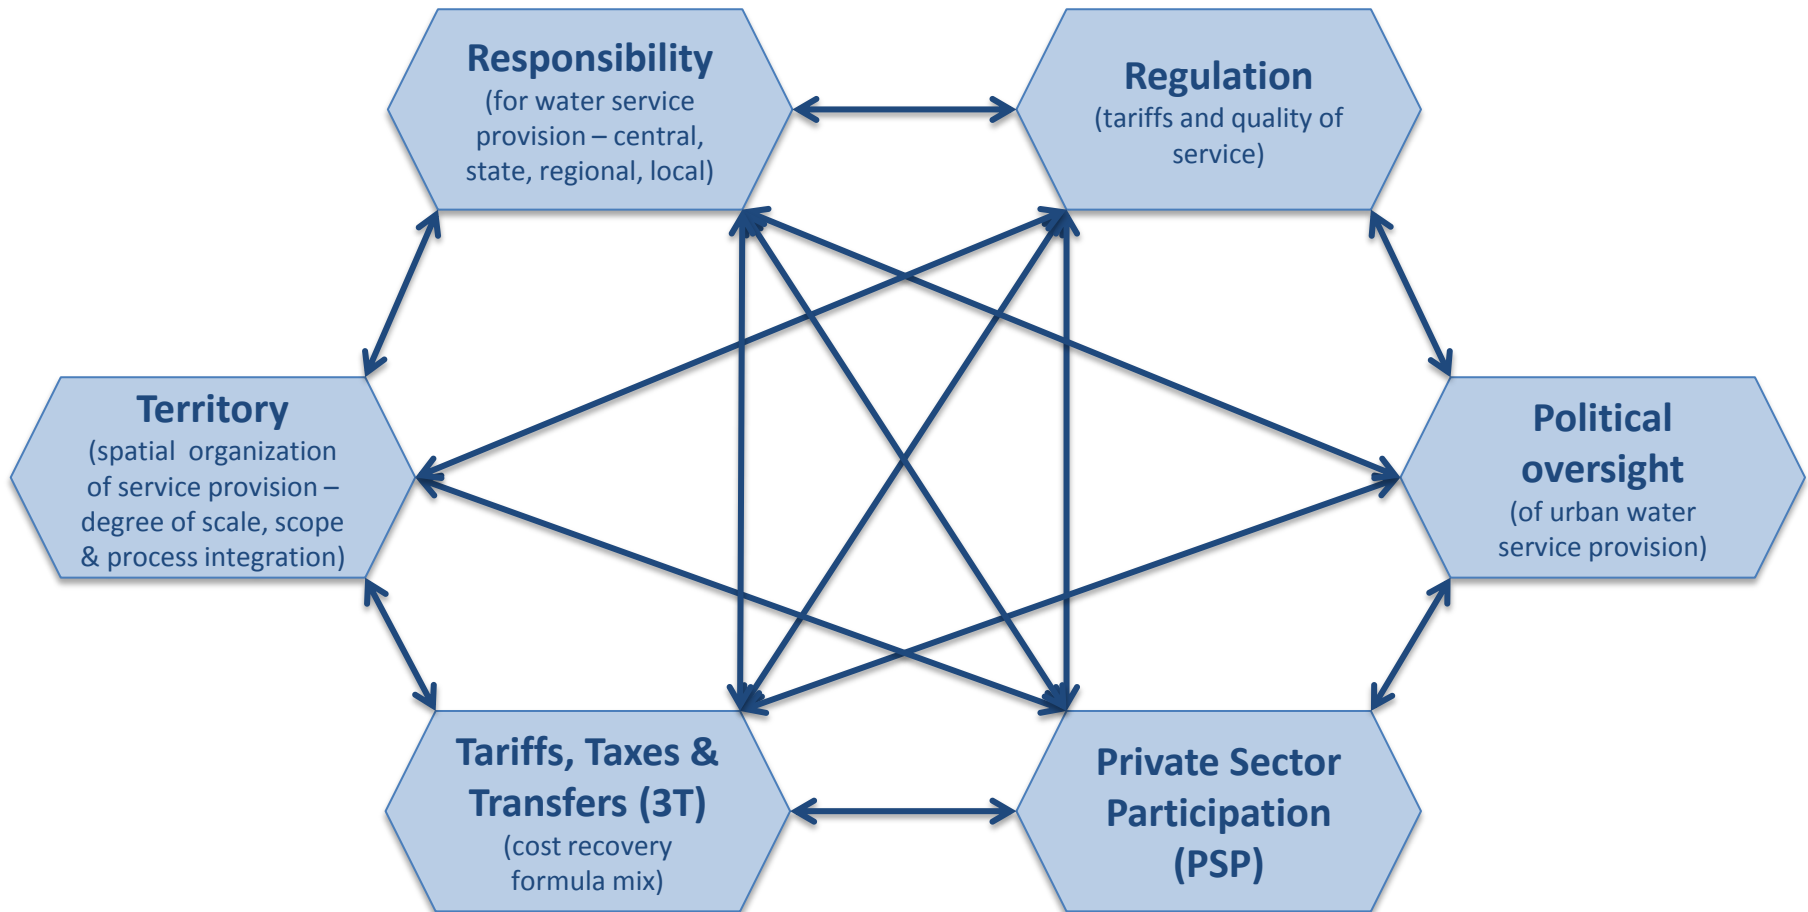 Responsibility
(for water service
provision – central,
state, regional, local)
Regulation
(tariffs and quality of
service)
Territory
(spatial organization
of service provision –
degree of scale, scope
& process integration)
Political
oversight
(of urban water
service provision)
Tariffs, Taxes &
Transfers (3T)
(cost recovery
formula mix)
Private Sector
Participation
(PSP)